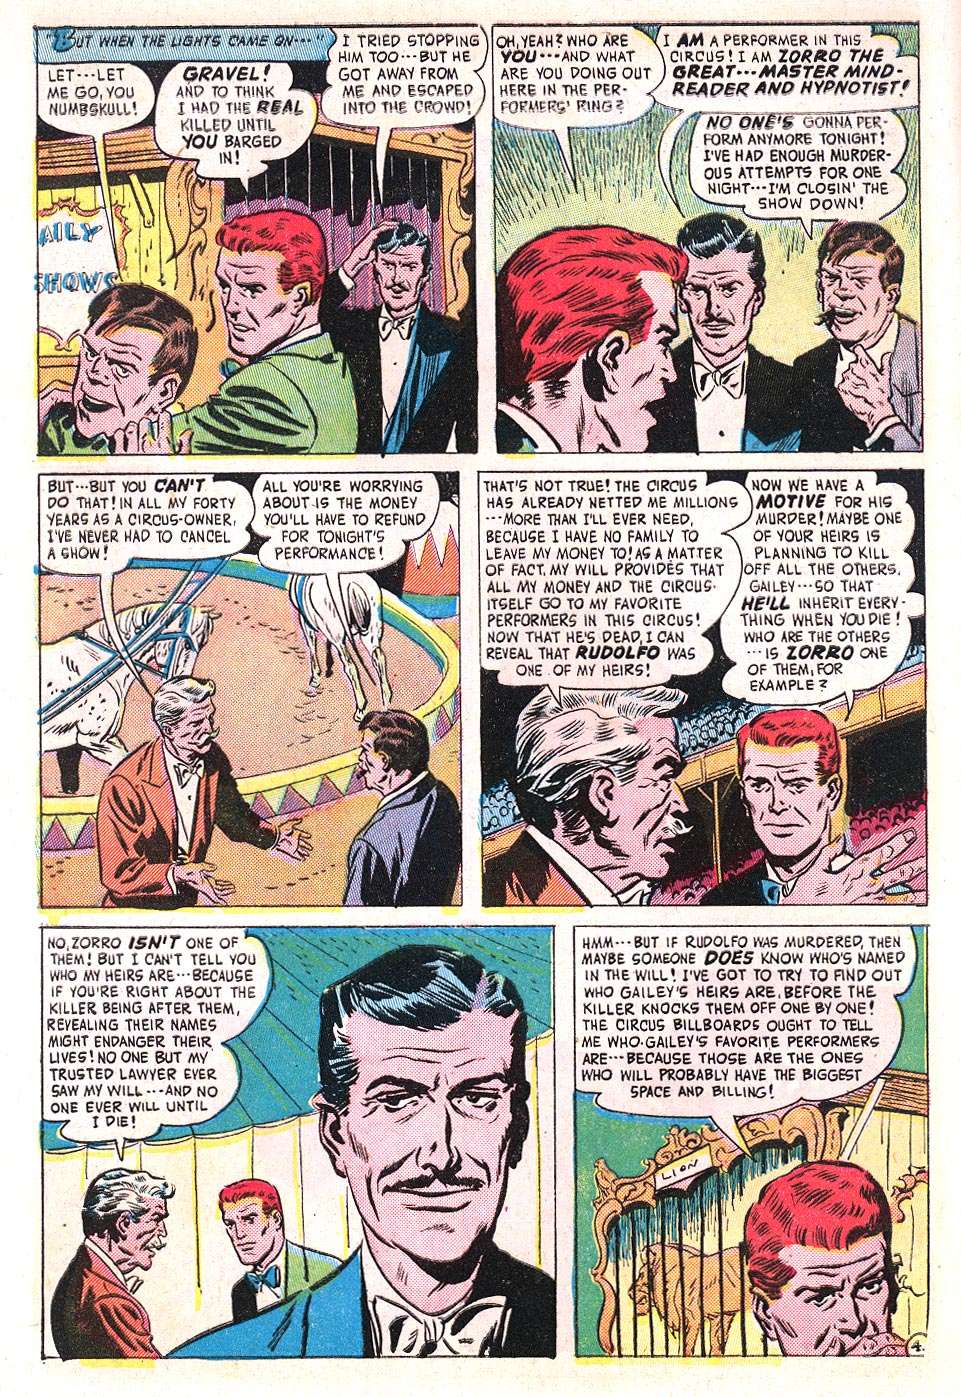 "BUT WHEN THE LIGHTS CAME ON---"
LET---LET
ME GO, YOU
NUMBSKULL!
GRAVEL!
AND TO THINK
I HAD THE REAL
KILLED UNTIL
YOU BARGED
IN!
I TRIED STOPPING
HIM TOO---BUT HE
GOT AWAY FROM
ME AND ESCAPED
INTO THE CROWD!
DAILY
SHOWS
OH, YEAH? WHO ARE
YOU---AND WHAT
ARE YOU DOING OUT
HERE IN THE PER-
FORMERS' RING?
I AM A PERFORMER IN THIS
CIRCUS! I AM ZORRO THE
GREAT---MASTER MIND-
READER AND HYPNOTIST!
NO ONE'S GONNA PER-
FORM ANYMORE TONIGHT!
I'VE HAD ENOUGH MURDER-
OUS ATTEMPTS FOR ONE
NIGHT---I'M CLOSIN' THE
SHOW DOWN!
BUT---BUT YOU CAN'T
DO THAT! IN ALL MY FORTY
YEARS AS A CIRCUS-OWNER,
I'VE NEVER HAD TO CANCEL
A SHOW!
ALL YOU'RE WORRYING
ABOUT IS THE MONEY
YOU'LL HAVE TO REFUND
FOR TONIGHT'S
PERFORMANCE!
THAT'S NOT TRUE! THE CIRCUS
HAS ALREADY NETTED ME MILLIONS
---MORE THAN I'LL EVER NEED,
BECAUSE I HAVE NO FAMILY TO
LEAVE MY MONEY TO! AS A MATTER
OF FACT, MY WILL PROVIDES THAT
ALL MY MONEY AND THE CIRCUS-
ITSELF GO TO MY FAVORITE
PERFORMERS IN THIS CIRCUS!
NOW THAT HE'S DEAD, I CAN
REVEAL THAT RUDOLFO WAS
ONE OF MY HEIRS!
NOW WE HAVE A
MOTIVE FOR HIS
MURDER! MAYBE ONE
OF YOUR HEIRS IS
PLANNING TO KILL
OFF ALL THE OTHERS,
GAILEY---SO THAT
HE'LL INHERIT EVERY-
THING WHEN YOU DIE!
WHO ARE THE OTHERS
---IS ZORRO ONE
OF THEM, FOR
EXAMPLE?
NO, ZORRO ISN'T ONE OF
THEM! BUT I CAN'T TELL YOU
WHO MY HEIRS ARE---BECAUSE
IF YOU'RE RIGHT ABOUT THE
KILLER BEING AFTER THEM,
REVEALING THEIR NAMES
MIGHT ENDANGER THEIR
LIVES! NO ONE BUT MY
TRUSTED LAWYER EVER
SAW MY WILL---AND NO
ONE EVER WILL UNTIL
I DIE!
HMM---BUT IF RUDOLFO WAS MURDERED, THEN
MAYBE SOMEONE DOES KNOW WHO'S NAMED
IN THE WILL! I'VE GOT TO TRY TO FIND OUT
WHO GAILEY'S HEIRS ARE, BEFORE THE
KILLER KNOCKS THEM OFF ONE BY ONE!
THE CIRCUS BILLBOARDS OUGHT TO TELL
ME WHO GAILEY'S FAVORITE PERFORMERS
ARE---BECAUSE THOSE ARE THE ONES
WHO WILL PROBABLY HAVE THE BIGGEST
SPACE AND BILLING!
LION
4.